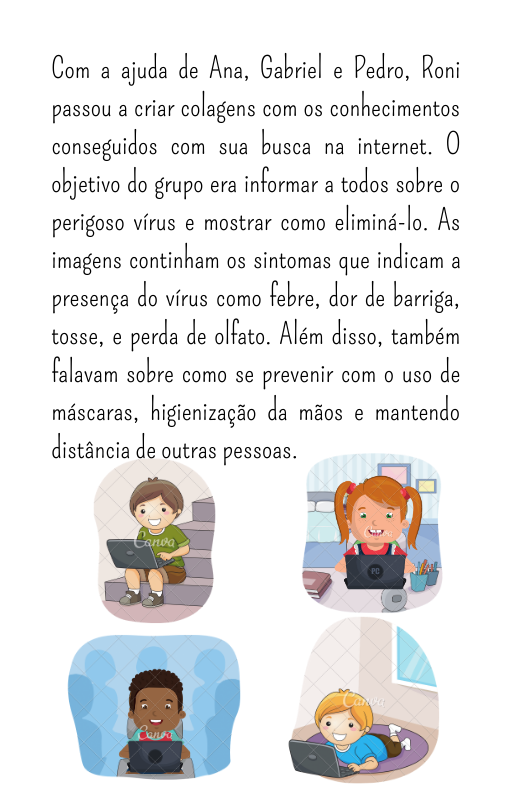 Com a ajuda de Ana, Gabriel e Pedro, Roni
passou a criar colagens com os conhecimentos
conseguidos com sua busca na internet. O
objetivo do grupo era informar a todos sobre o
perigoso vírus e mostrar como eliminá-lo. As
imagens continham os sintomas que indicam a
presença do vírus como febre, dor de barriga,
tosse, e perda de olfato. Além disso, também
falavam sobre como se prevenir com o uso de
máscaras, higienização da mãos e mantendo
distância de outras pessoas.
Canva
Canva
PC
Canva
Canva